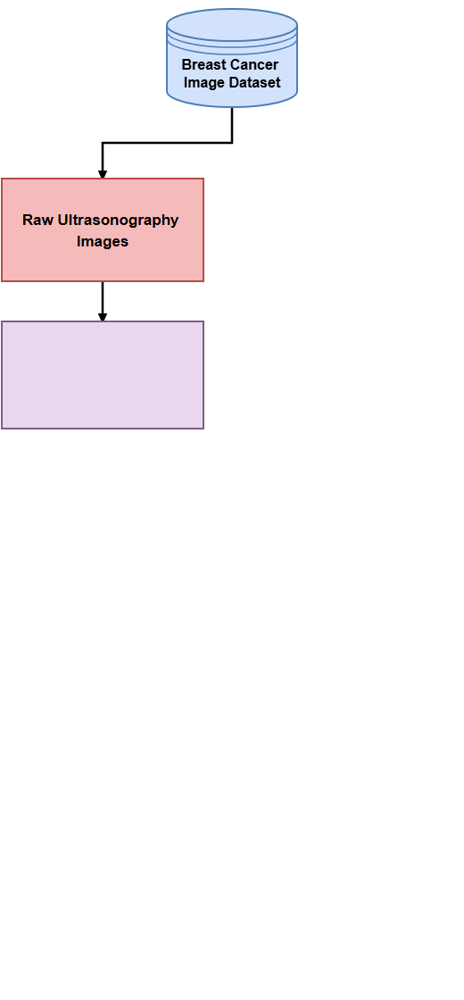 Breast Cancer
Image Dataset
Raw Ultrasonography
Images